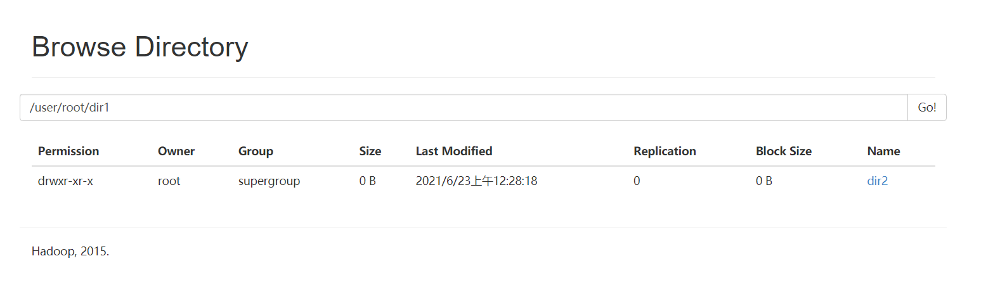 Browse Directory
/user/root/dir1 Go!
Permission Owner Group Size Last Modified Replication Block Size Name
drwxr-xr-x root supergroup 0 B 2021/6/23上午12:28:18 0 0 B dir2
Hadoop, 2015.